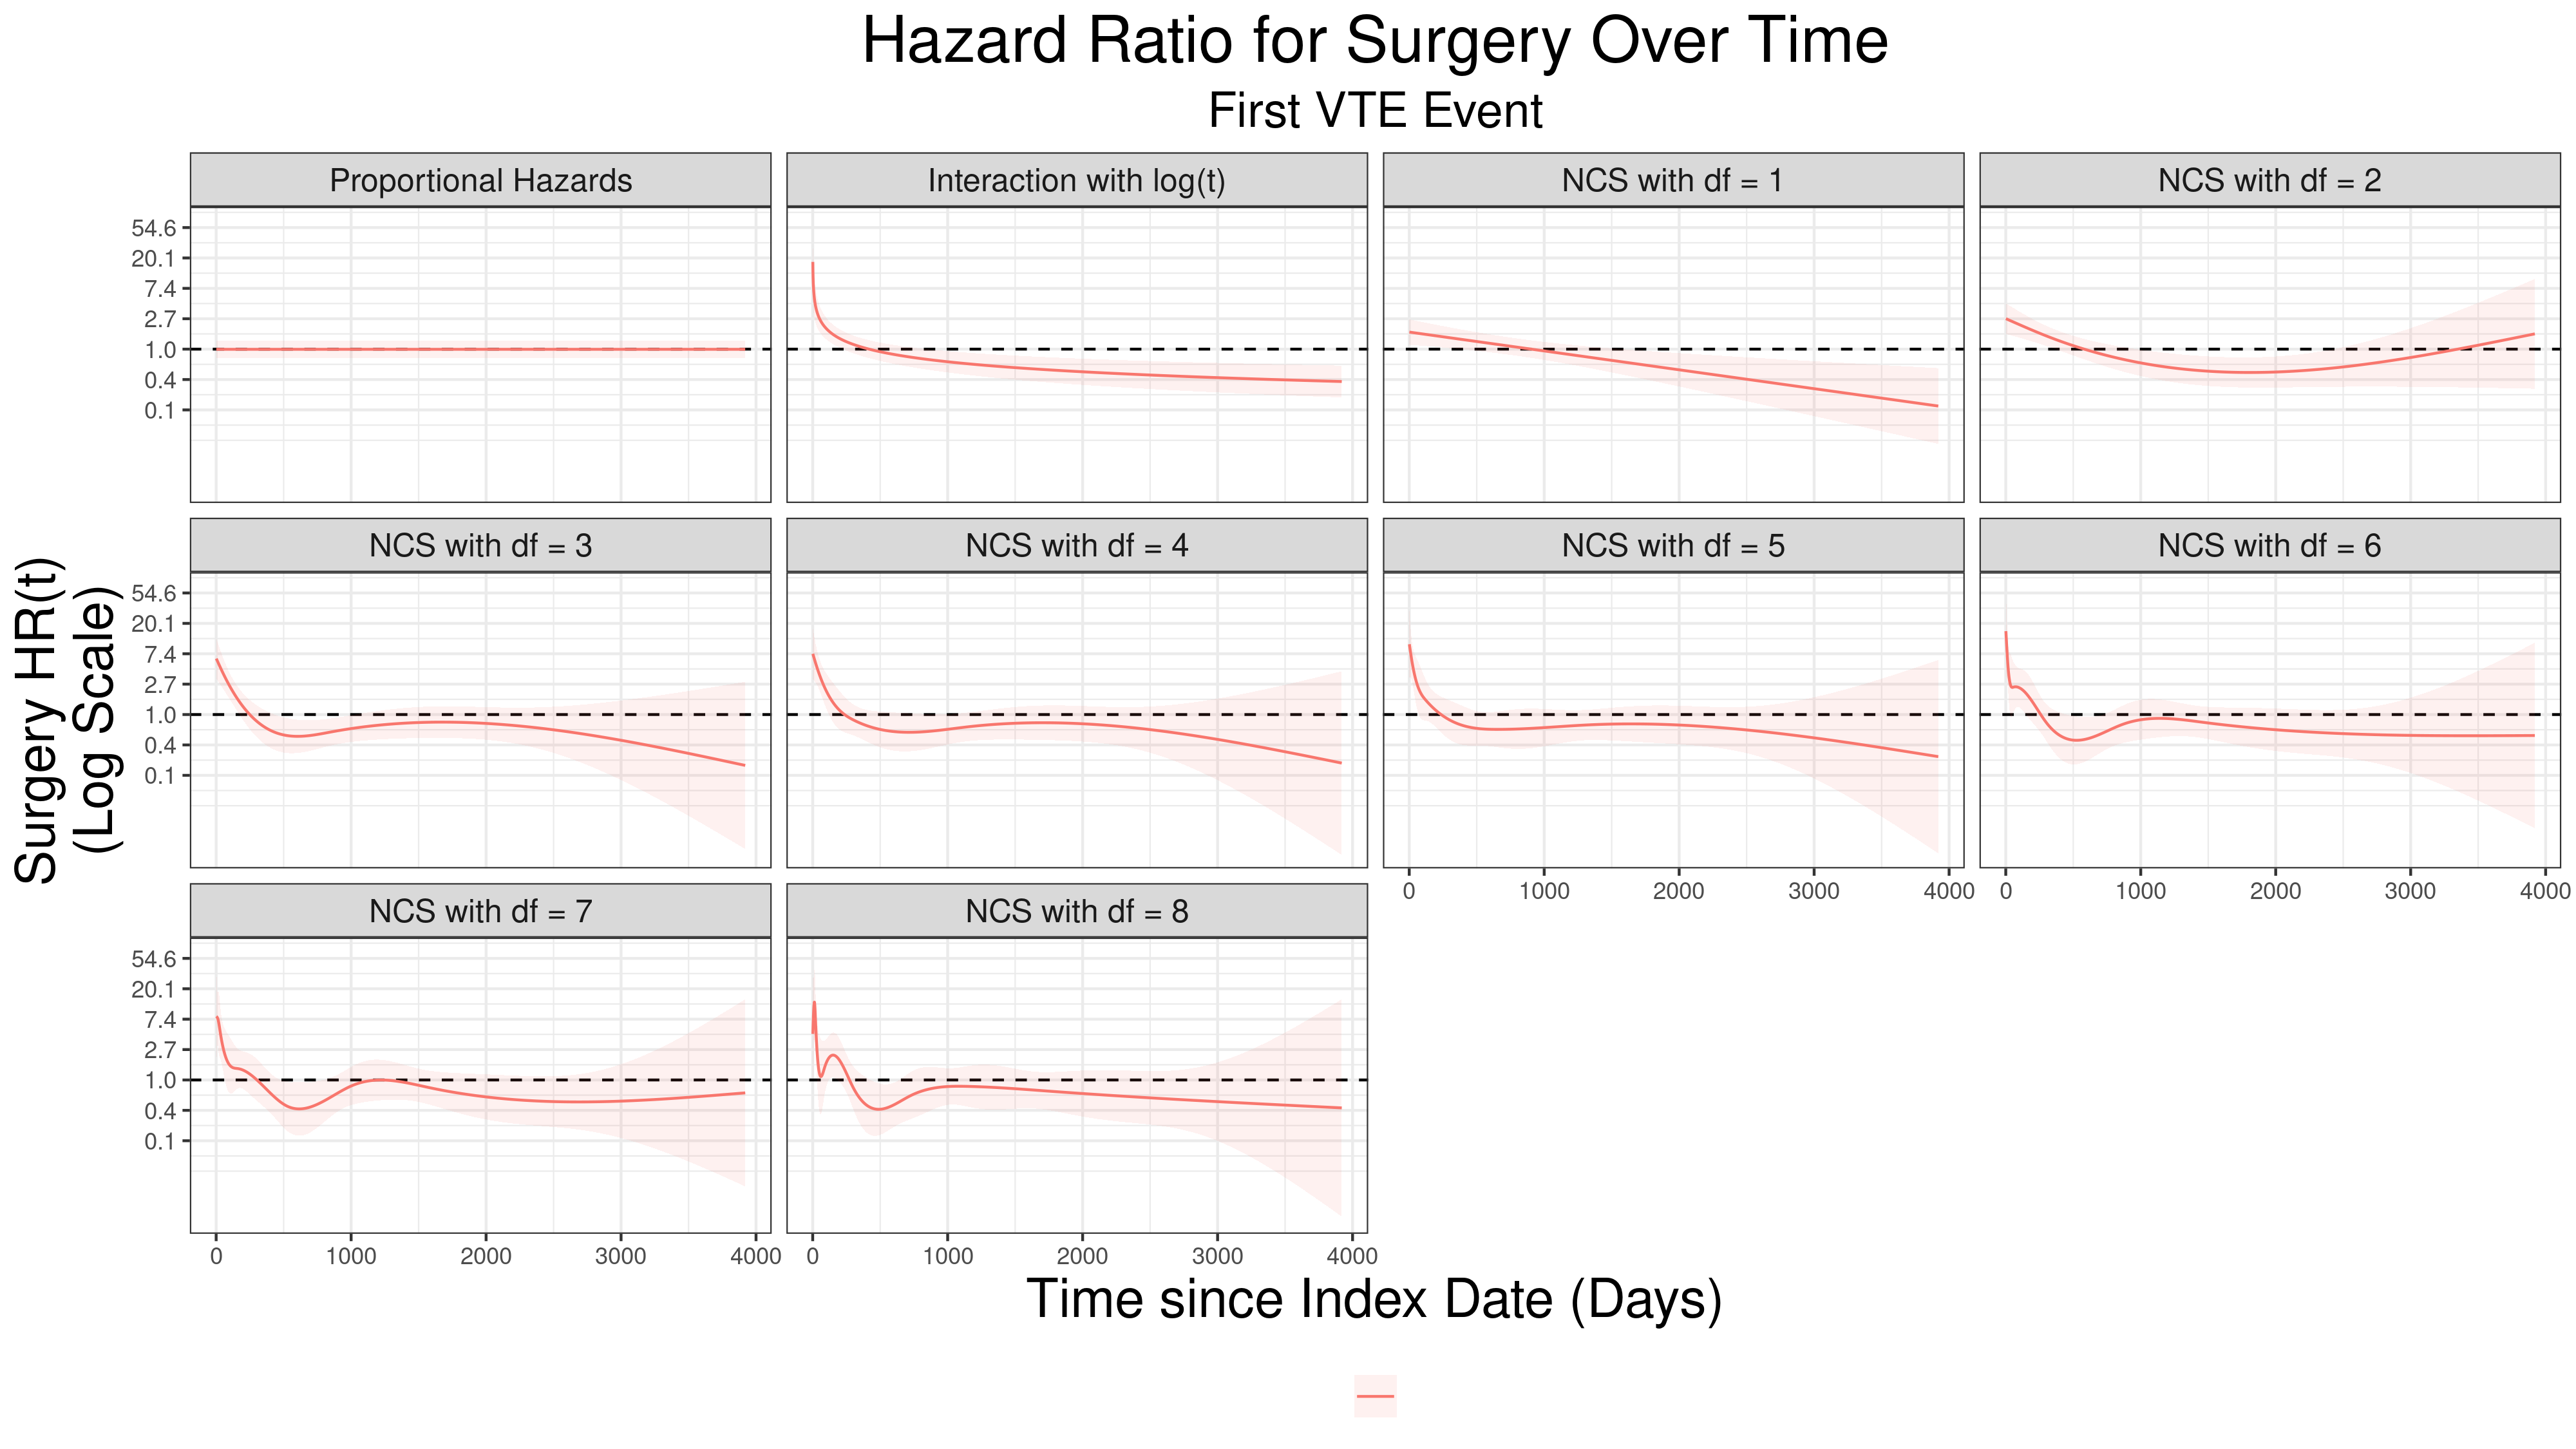 Hazard Ratio for Surgery Over Time
First VTE Event
Surgery HR(t)
(Log Scale)
Proportional Hazards
Interaction with log(t)
NCS with df = 1
NCS with df = 2
54.6
20.1
7.4
2.7
1.0
0.4
0.1
NCS with df = 3
NCS with df = 4
NCS with df = 5
NCS with df = 6
54.6
20.1
7.4
2.7
1.0
0.4
0.1
0 1000 2000 3000 4000
0 1000 2000 3000 4000
NCS with df = 7
NCS with df = 8
54.6
20.1
7.4
2.7
1.0
0.4
0.1
0 1000 2000 3000 4000
0 1000 2000 3000 4000
Time since Index Date (Days)